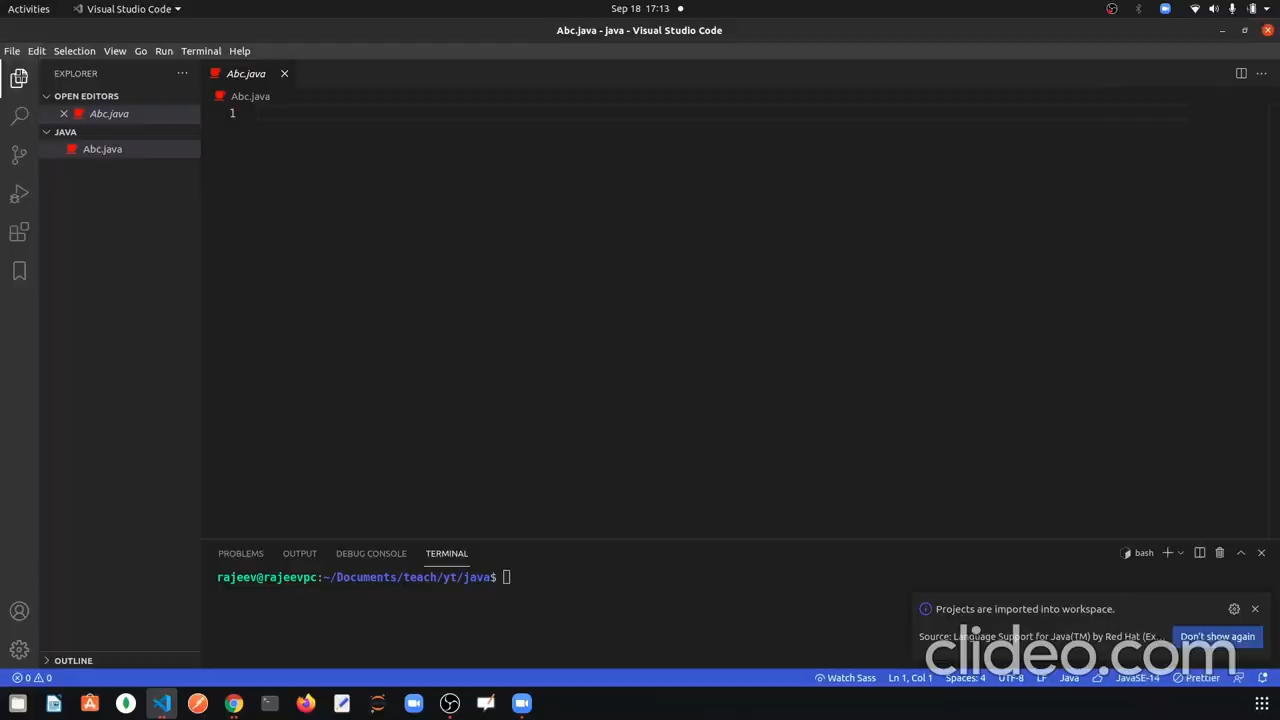 Activities
Visual Studio Code
Sep 18 17:13
Abc.java - java - Visual Studio Code
File Edit Selection View Go Run Terminal Help
EXPLORER
Abc.java
OPEN EDITORS
Abc.java
Abc.java
1
JAVA
Abc.java
PROBLEMS OUTPUT DEBUG CONSOLE TERMINAL
bash
rajeev@rajeevpc:~/Documents/teach/yt/java$
Projects are imported into workspace.
Source: Language Support for Java(TM) by Red Hat (Ex...
Don't show again
clideo.com
OUTLINE
0 0
Watch Sass
Ln 1, Col 1
Spaces: 4
UTF-8
LF
Java
JavaSE-14
Prettier